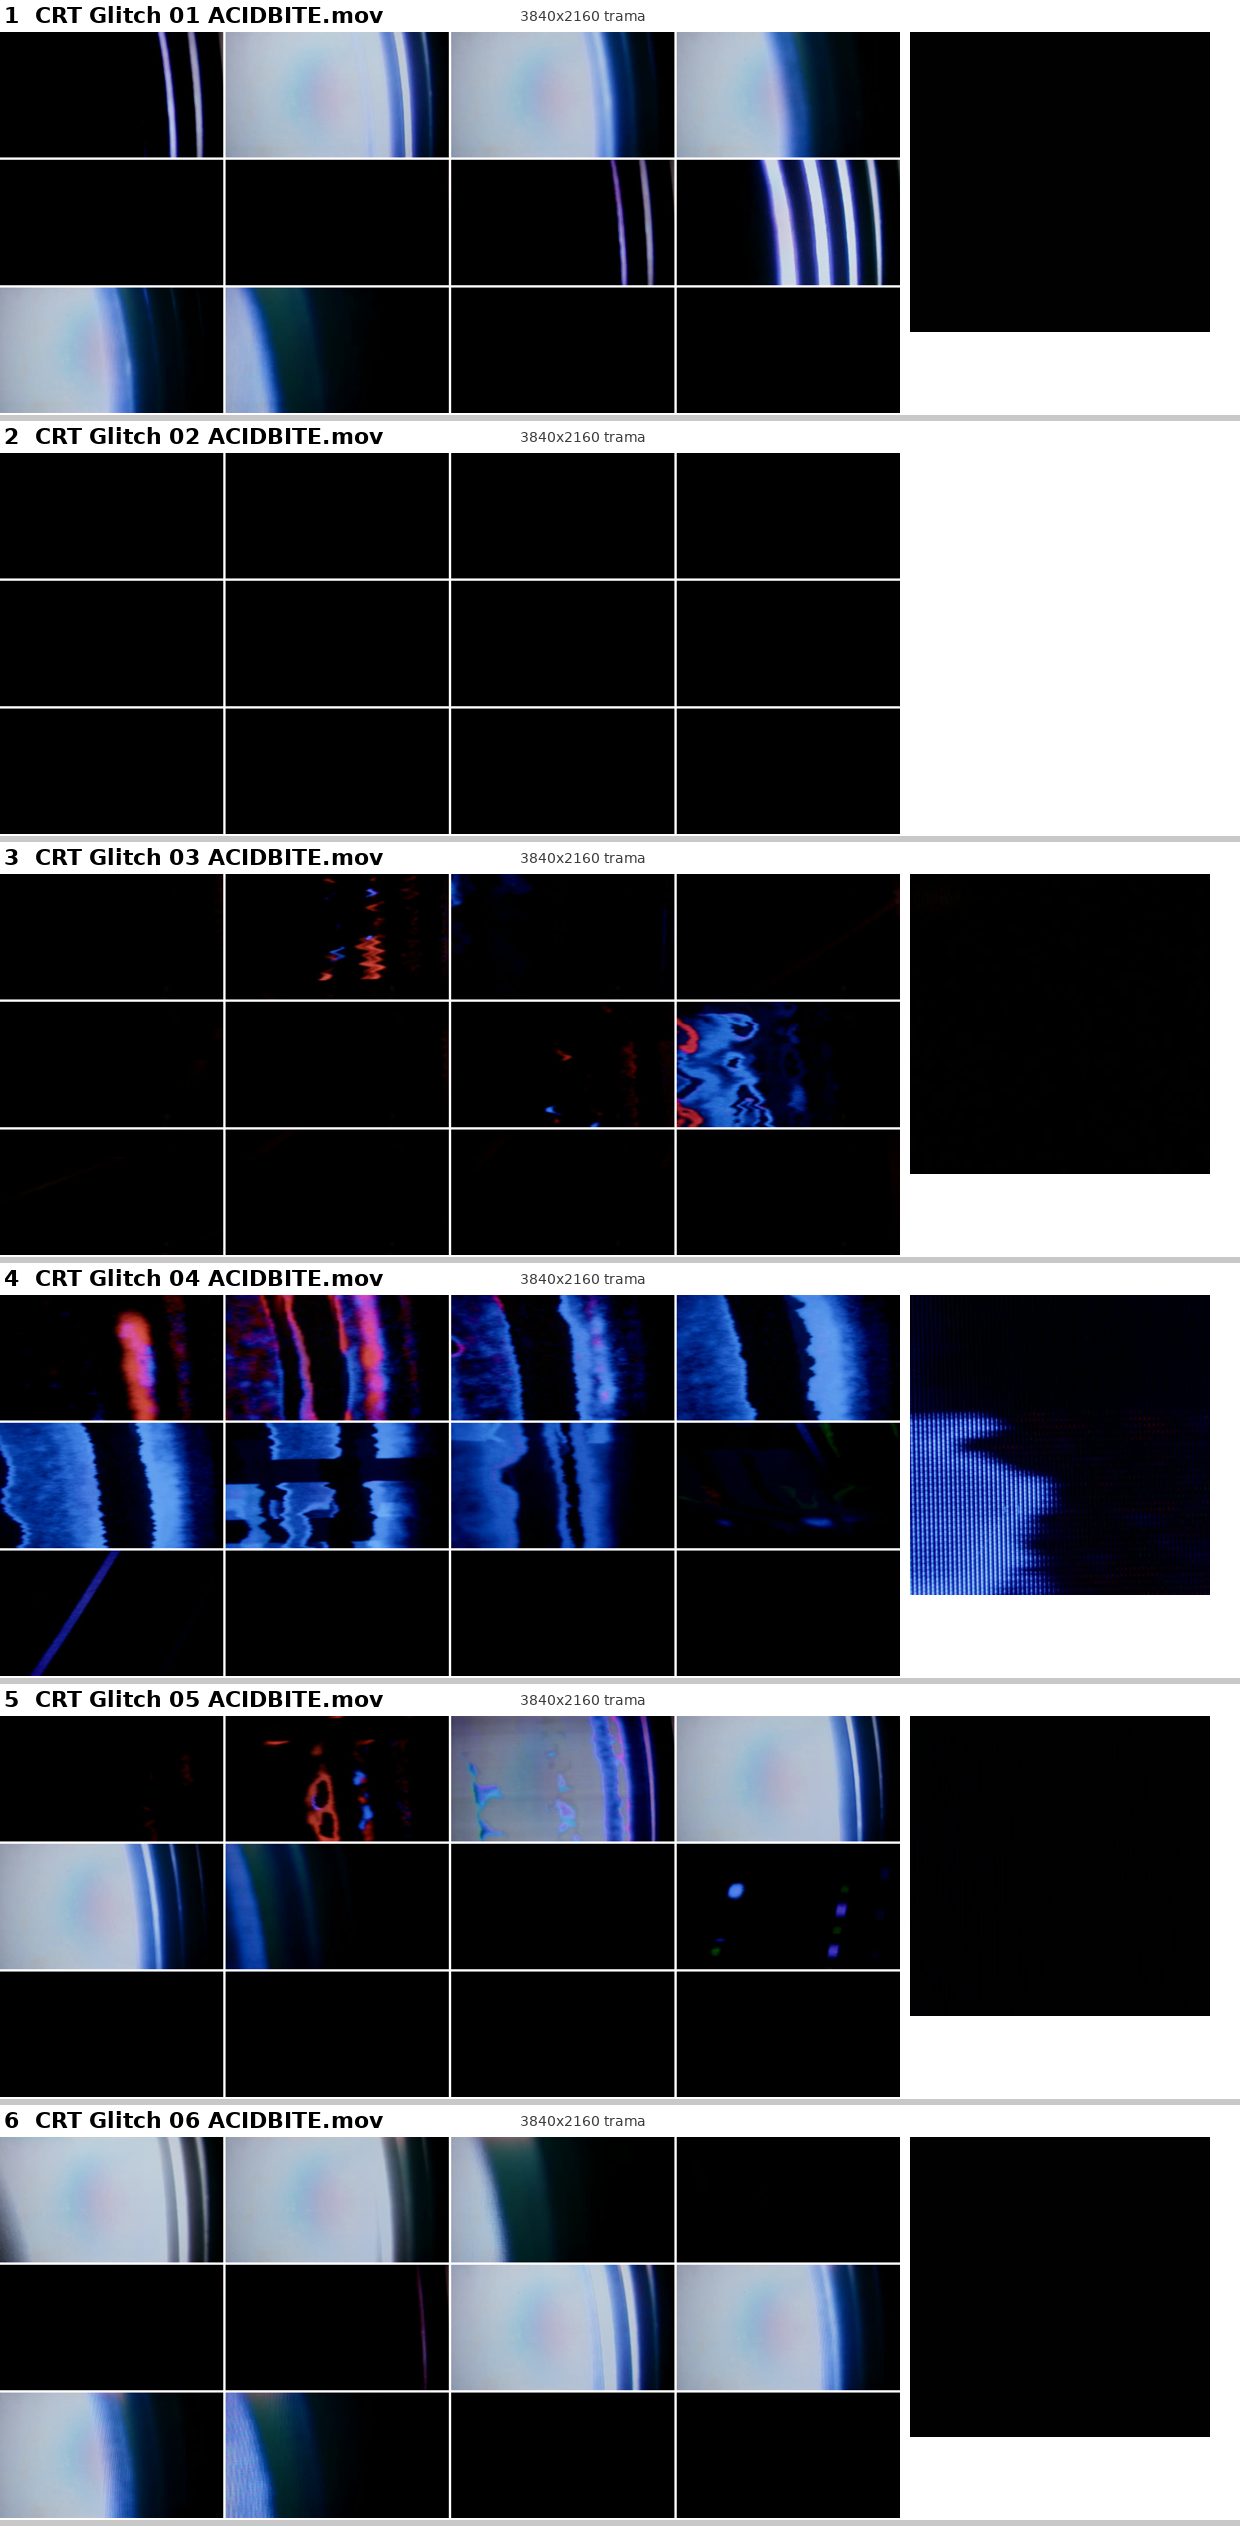 1 CRT Glitch 01 ACIDBITE.mov 3840x2160 trama
2 CRT Glitch 02 ACIDBITE.mov 3840x2160 trama
3 CRT Glitch 03 ACIDBITE.mov 3840x2160 trama
4 CRT Glitch 04 ACIDBITE.mov 3840x2160 trama
5 CRT Glitch 05 ACIDBITE.mov 3840x2160 trama
6 CRT Glitch 06 ACIDBITE.mov 3840x2160 trama